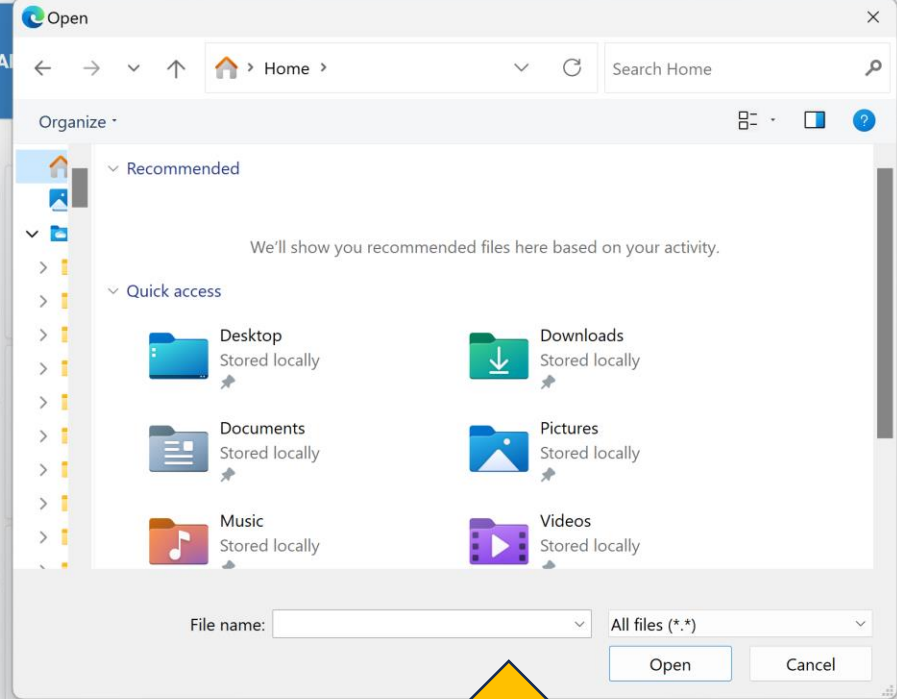 Open
Home
Search Home
Organize
Recommended
We'll show you recommended files here based on your activity.
Quick access
Desktop
Stored locally
Downloads
Stored locally
Documents
Stored locally
Pictures
Stored locally
Music
Stored locally
Videos
Stored locally
File name:
All files (*.*)
Open
Cancel